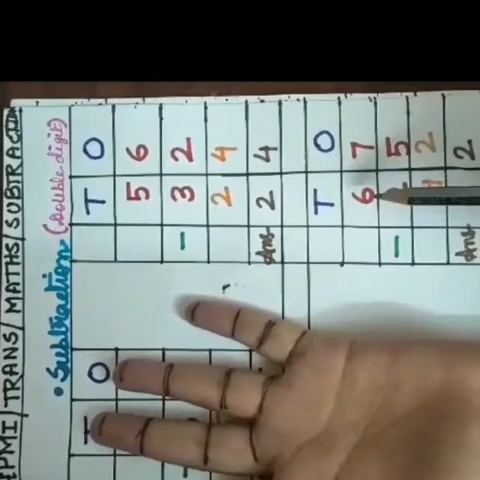 PMI/ TRANS/ MATHS/
• Subtraction (Double digit)
T O
T O
5 6
- 3 2
2 4
Ans 2 4
T O
6 7
- 5
2
Ans 2